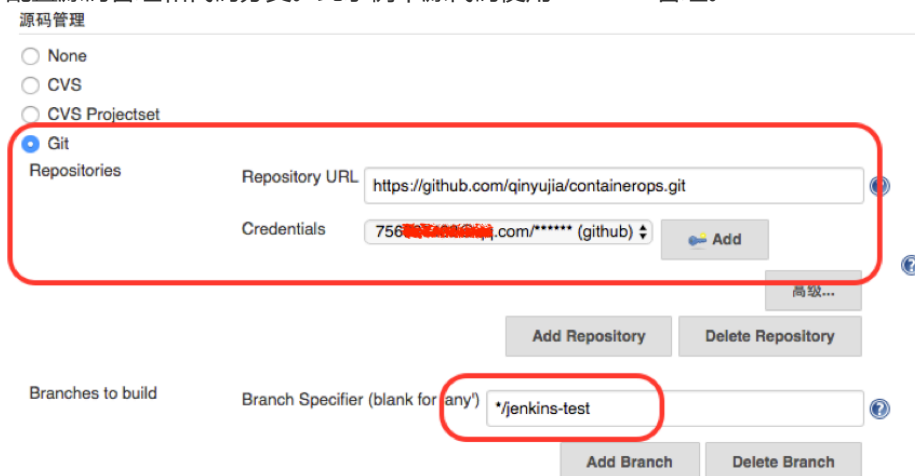 源码管理
None
CVS
CVS Projectset
Git
Repositories
Repository URL
https://github.com/qinyujia/containerops.git
Credentials
756 .com/****** (github)
Add
高级...
Add Repository
Delete Repository
Branches to build
Branch Specifier (blank for 'any')
*/jenkins-test
Add Branch
Delete Branch